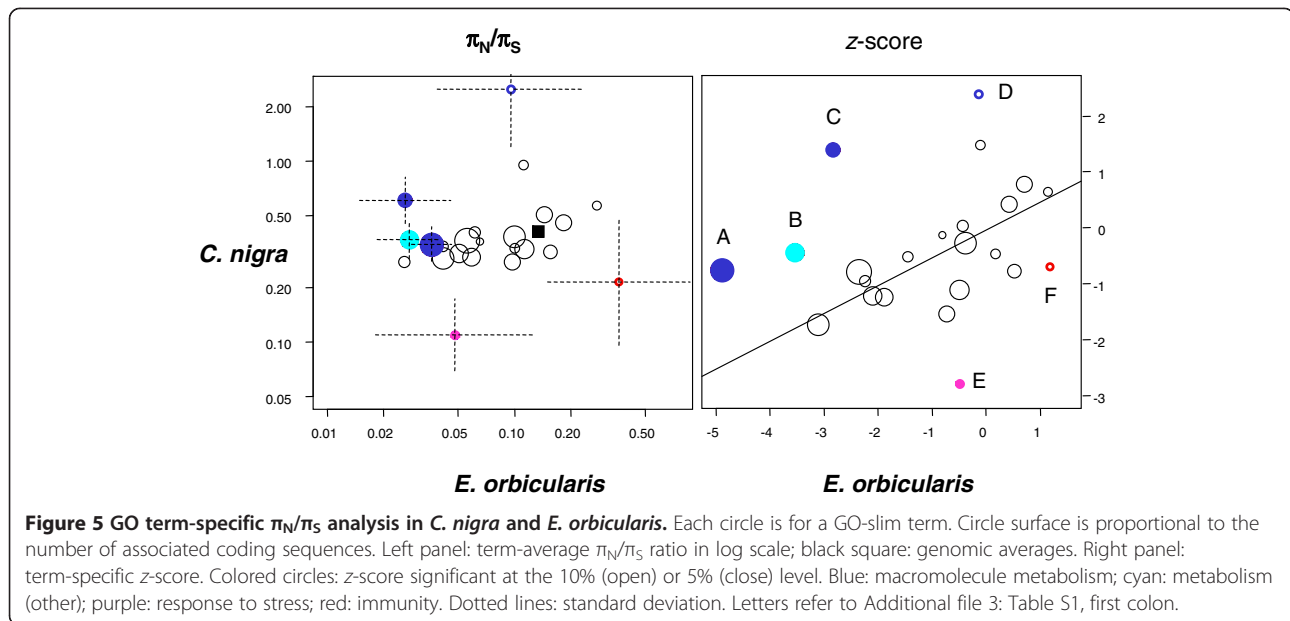 πN/πS
z-score
2.00
1.00
0.50
0.20
0.10
0.05
C. nigra
0.01 0.02 0.05 0.10 0.20 0.50
E. orbicularis
A
B
C
D
E
F
2
1
0
-1
-2
-3
-5 -4 -3 -2 -1 0 1
E. orbicularis
Figure 5 GO term-specific πN/πS analysis in C. nigra and E. orbicularis. Each circle is for a GO-slim term. Circle surface is proportional to the
number of associated coding sequences. Left panel: term-average πN/πS ratio in log scale; black square: genomic averages. Right panel:
term-specific z-score. Colored circles: z-score significant at the 10% (open) or 5% (close) level. Blue: macromolecule metabolism; cyan: metabolism
(other); purple: response to stress; red: immunity. Dotted lines: standard deviation. Letters refer to Additional file 3: Table S1, first colon.